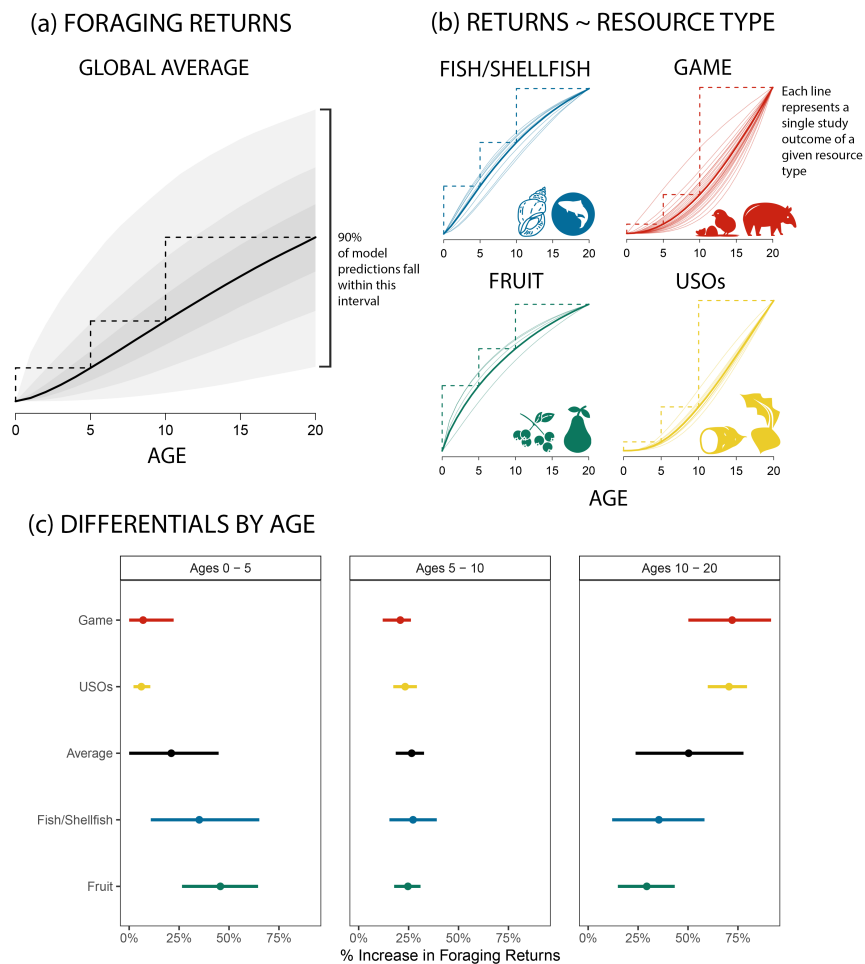 (a) FORAGING RETURNS
GLOBAL AVERAGE
90%
of model
predictions fall
within this
interval
0 5 10 15 20
AGE
(b) RETURNS ~ RESOURCE TYPE
FISH/SHELLFISH
GAME
Each line
represents a
single study
outcome of a
given resource
type
0 5 10 15 20
0 5 10 15 20
FRUIT
USOs
0 5 10 15 20
0 5 10 15 20
AGE
(c) DIFFERENTIALS BY AGE
Ages 0 − 5
Ages 5 − 10
Ages 10 − 20
Game
USOs
Average
Fish/Shellfish
Fruit
0% 25% 50% 75%
0% 25% 50% 75%
0% 25% 50% 75%
% Increase in Foraging Returns